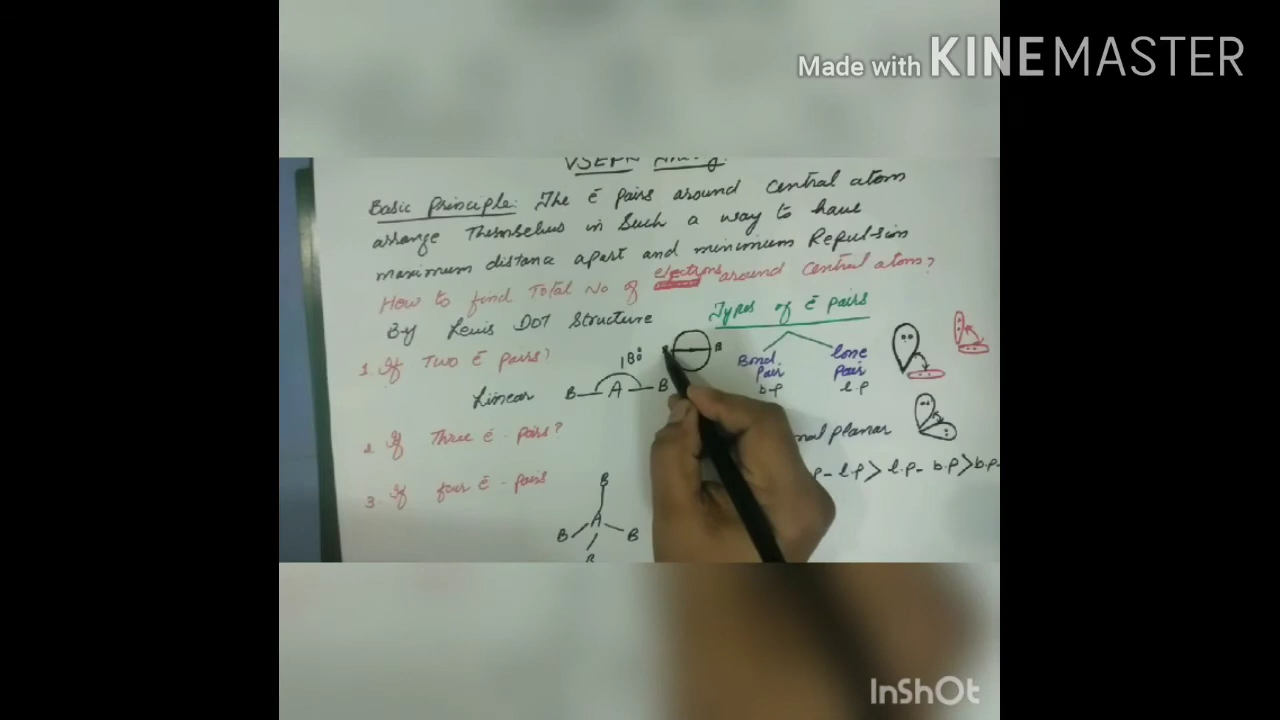 Made with KINEMASTER
VSEPR Theory
Basic Principle: The ē Pairs around Central atom
arrange Themselves in Such a way to have
maximum distance apart and minimum Repulsion
How to find Total No of electrons around Central atom?
By Lewis DOT Structure
Types of ē pairs
1. If Two ē pairs?
180
B
Bond Pair
b.p
lone Pair
l.p
Linear B A B
2. If Three ē - pairs?
nal planar
p - l.p > l.p - b.p > b.p-
3. If four ē - pairs
B
A
B B
B
InShOt